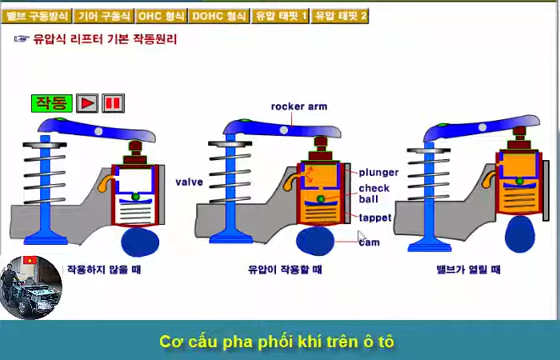 밸브 구동방식 기어 구동식 OHC 형식 DOHC 형식 유압 태핏 1 유압 태핏 2
☞ 유압식 리프터 기본 작동원리
작동
rocker arm
valve
plunger
check
ball
tappet
cam
작용하지 않을 때
유압이 작용할 때
밸브가 열릴 때
Cơ cấu pha phối khí trên ô tô